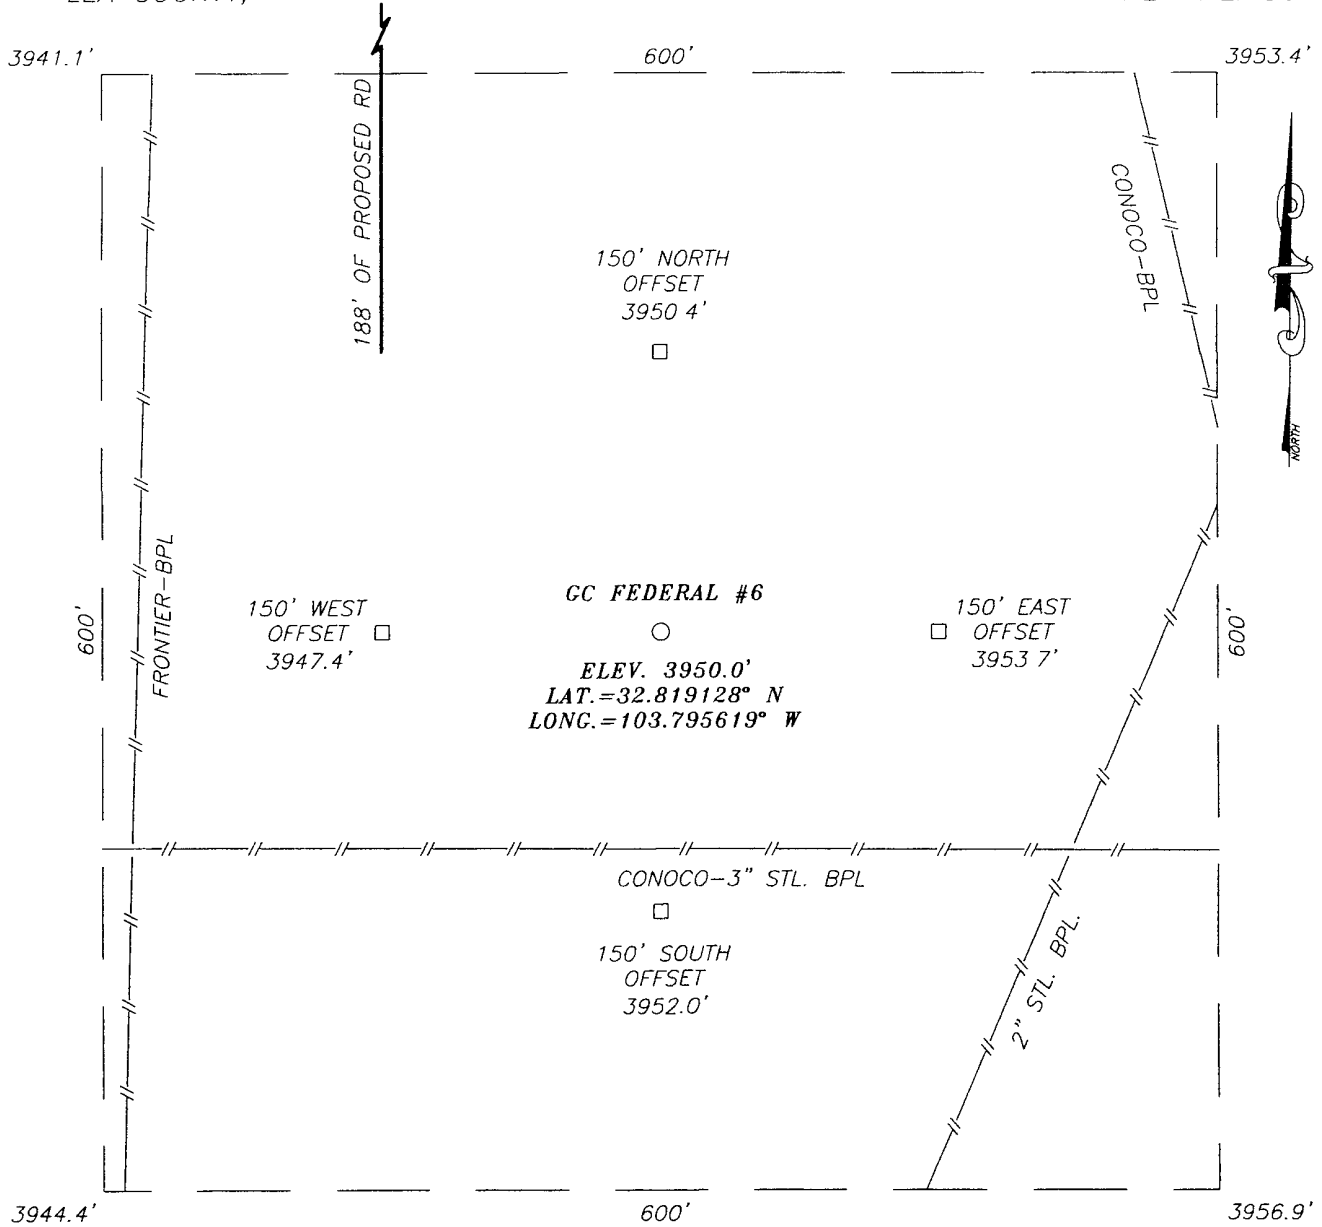 3941.1'
600'
3953.4'
188' OF PROPOSED RD
CONOCO-BPL
150' NORTH
OFFSET
3950 4'
NORTH
FRONTIER-BPL
600'
150' WEST
OFFSET
3947.4'
GC FEDERAL #6
ELEV. 3950.0'
LAT.=32.819128° N
LONG.=103.795619° W
150' EAST
OFFSET
3953 7'
600'
CONOCO-3" STL. BPL
150' SOUTH
OFFSET
3952.0'
2" STL. BPL.
3944.4'
600'
3956.9'